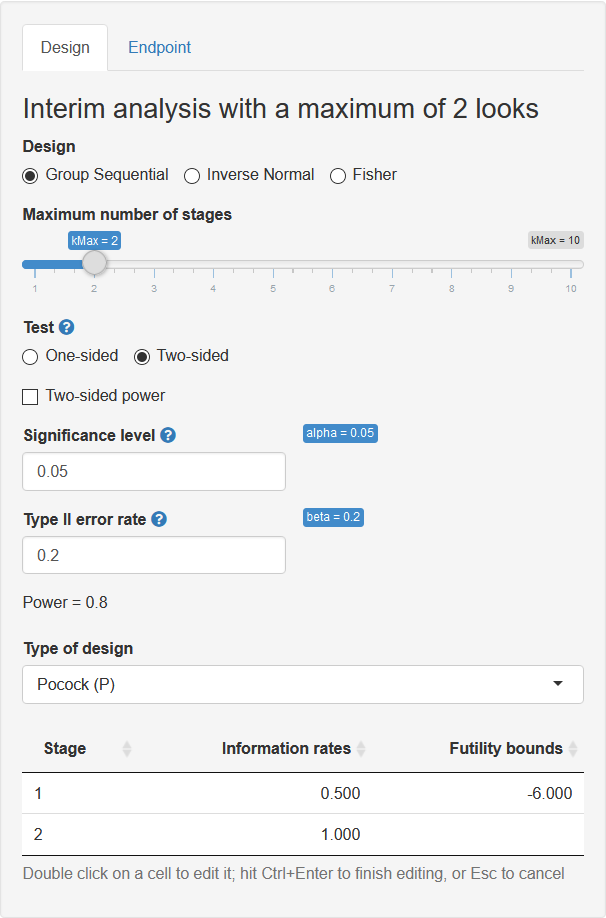 Design Endpoint
Interim analysis with a maximum of 2 looks
Design
Group Sequential Inverse Normal Fisher
Maximum number of stages
kMax = 2 kMax = 10
1 2 3 4 5 6 7 8 9 10
Test ?
One-sided Two-sided
Two-sided power
Significance level ? alpha = 0.05
0.05
Type II error rate ? beta = 0.2
0.2
Power = 0.8
Type of design
Pocock (P)
Stage Information rates Futility bounds
1 0.500 -6.000
2 1.000
Double click on a cell to edit it; hit Ctrl+Enter to finish editing, or Esc to cancel